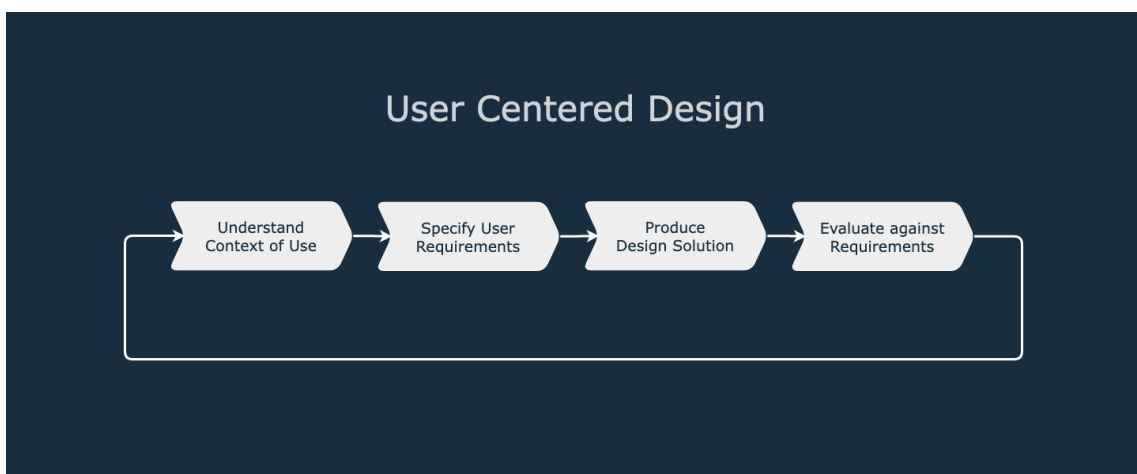 User Centered Design
Understand
Context of Use
Specify User
Requirements
Produce
Design Solution
Evaluate against
Requirements